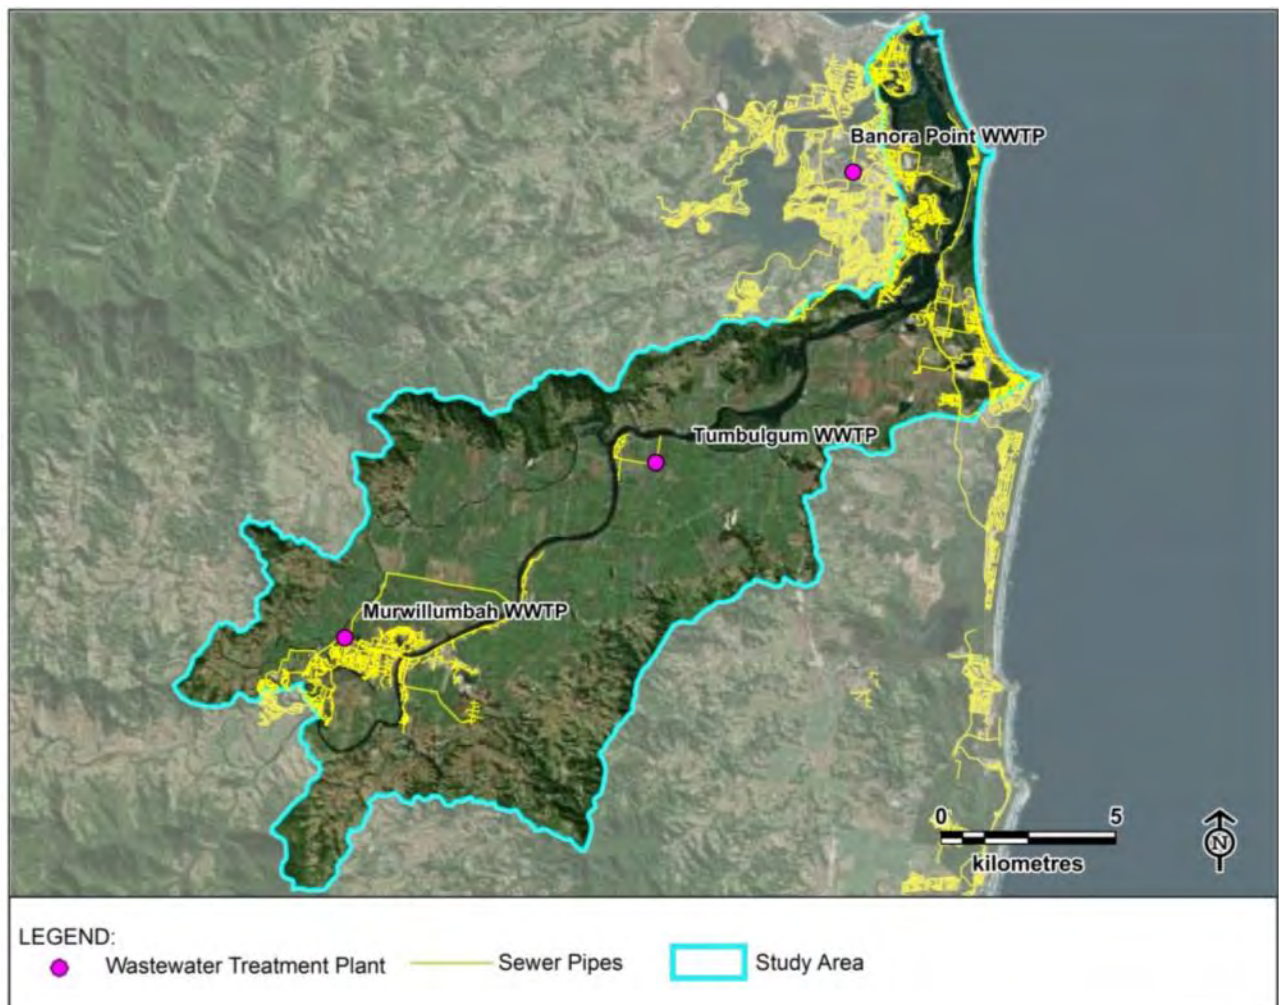 Banora Point WWTP
Tumbulgum WWTP
Murwillumbah WWTP
0 5
kilometres
N
LEGEND:
Wastewater Treatment Plant
Sewer Pipes
Study Area